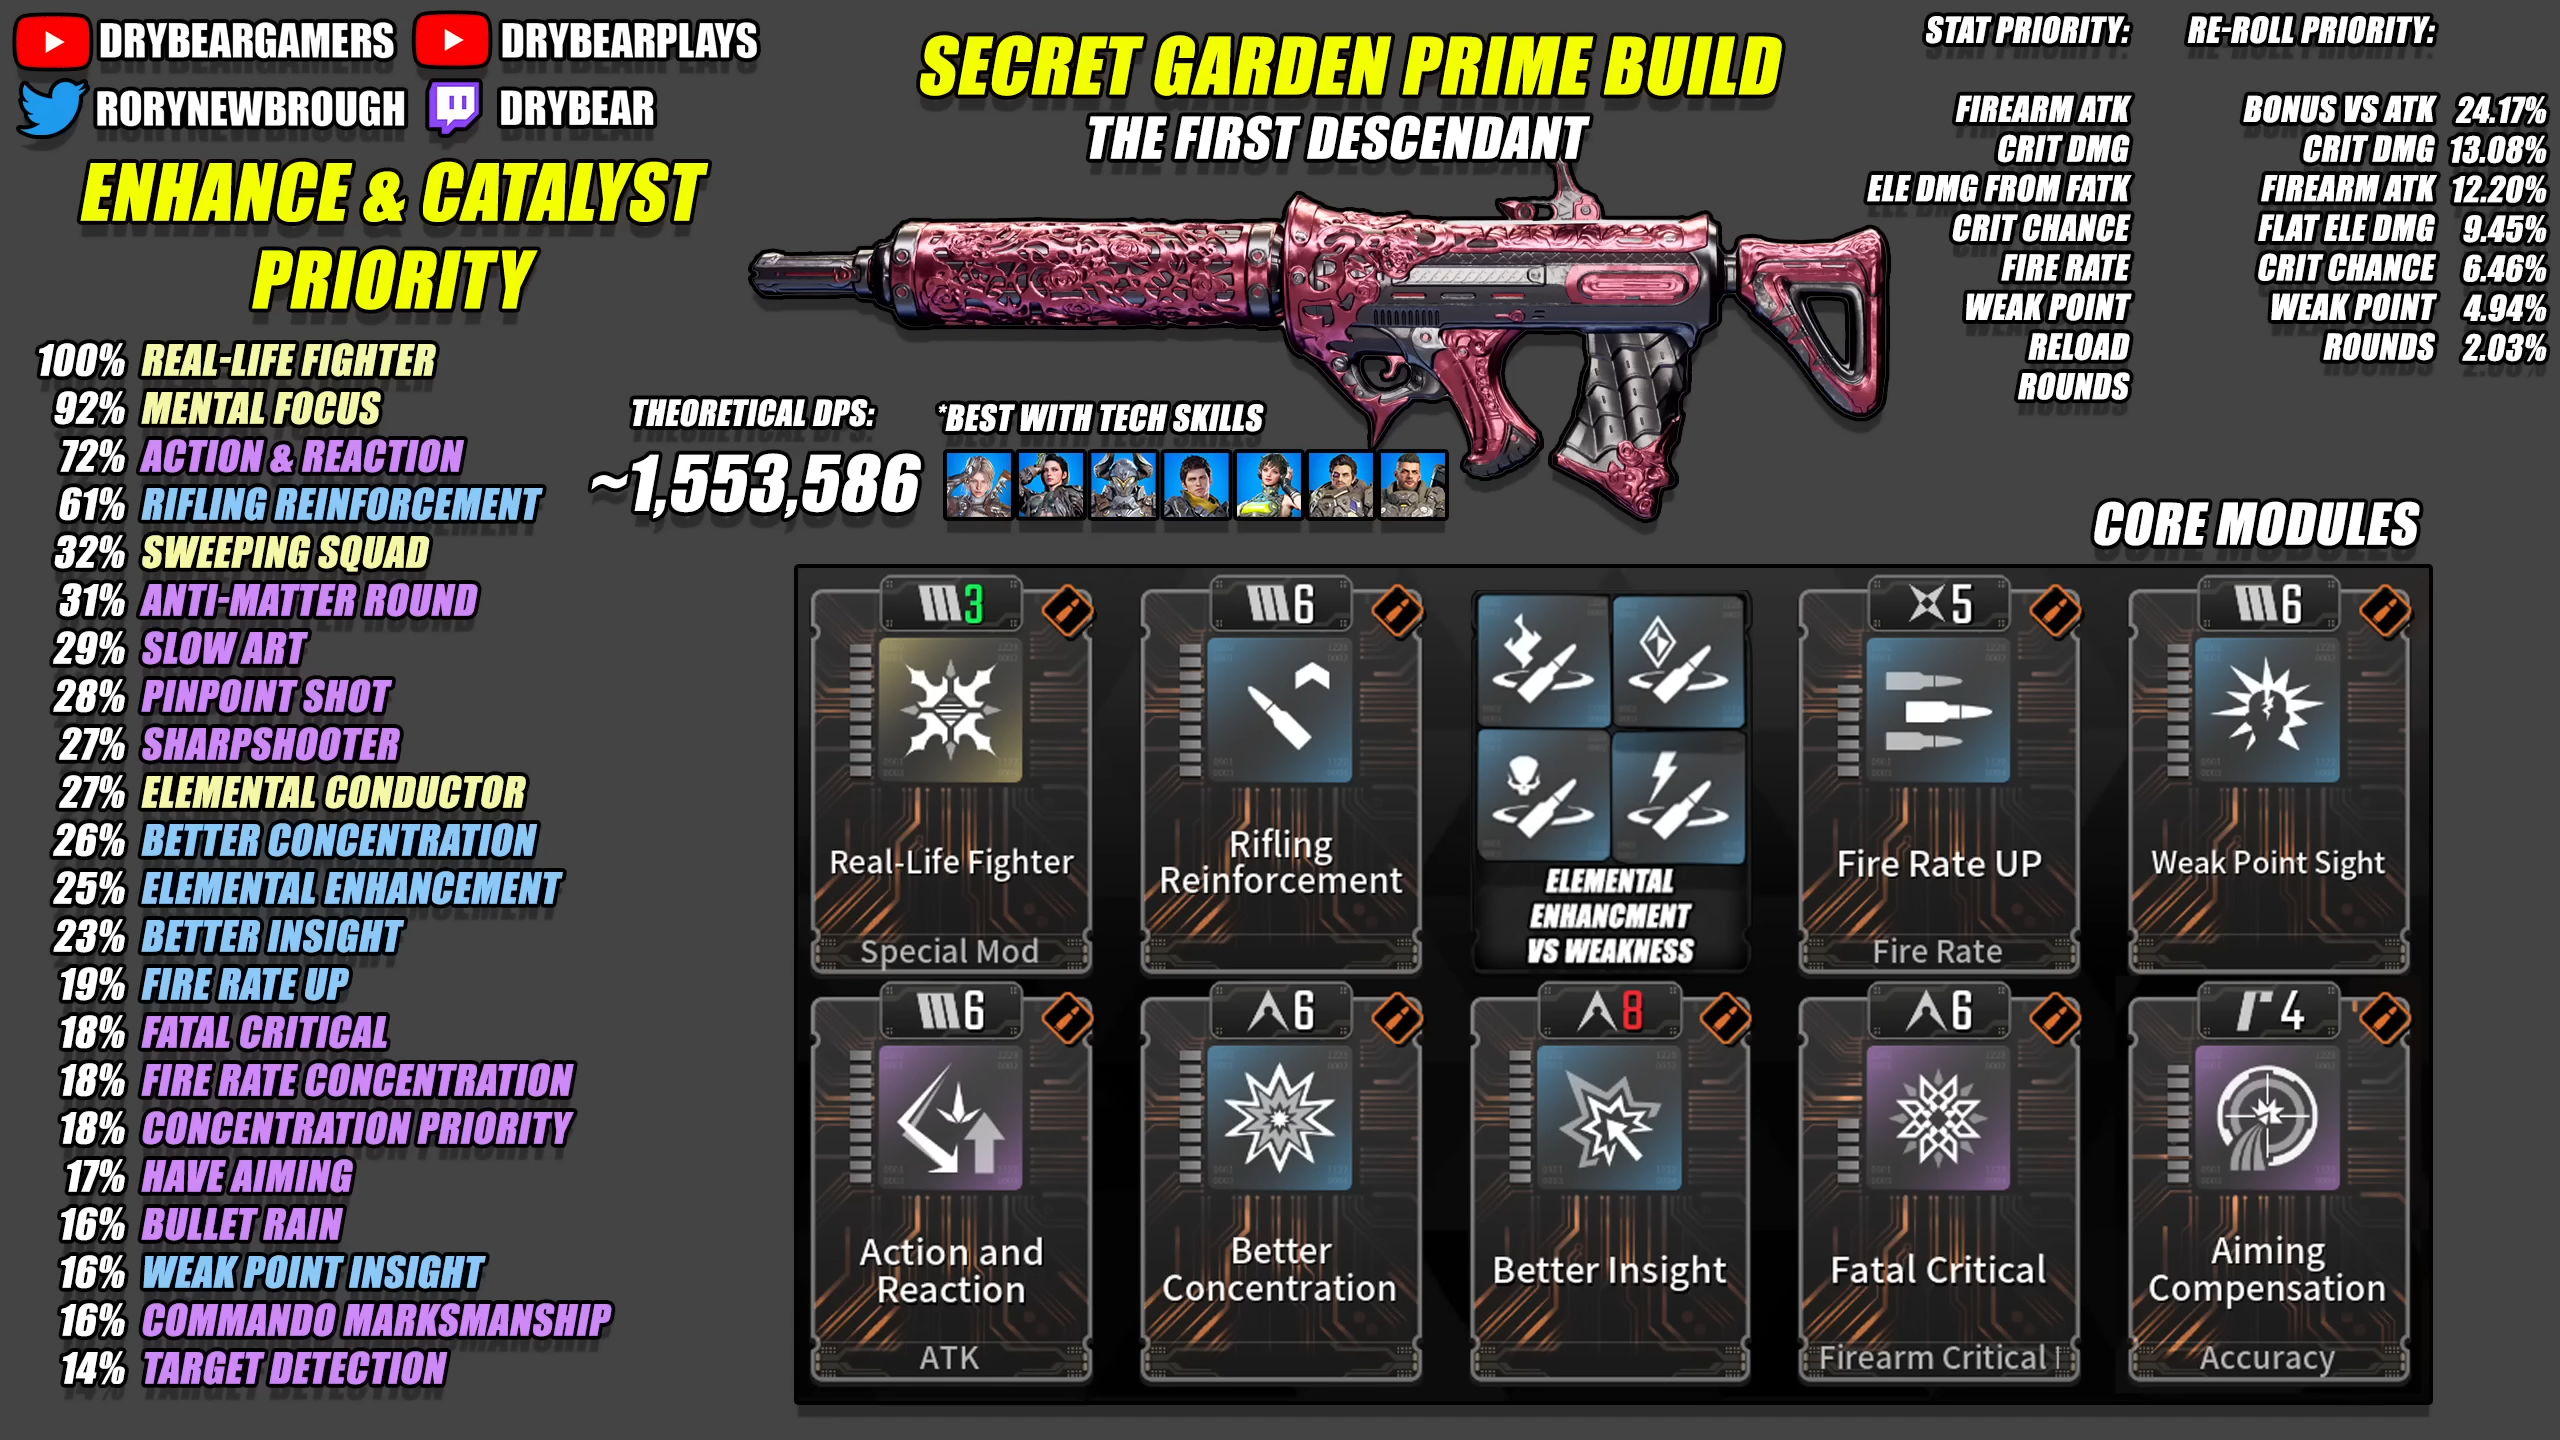 DRYBEARGAMERS
DRYBEARPLAYS
RORYNEWBROUGH
DRYBEAR
ENHANCE & CATALYST
PRIORITY
100% REAL-LIFE FIGHTER
92% MENTAL FOCUS
72% ACTION & REACTION
61% RIFLING REINFORCEMENT
32% SWEEPING SQUAD
31% ANTI-MATTER ROUND
29% SLOW ART
28% PINPOINT SHOT
27% SHARPSHOOTER
27% ELEMENTAL CONDUCTOR
26% BETTER CONCENTRATION
25% ELEMENTAL ENHANCEMENT
23% BETTER INSIGHT
19% FIRE RATE UP
18% FATAL CRITICAL
18% FIRE RATE CONCENTRATION
18% CONCENTRATION PRIORITY
17% HAVE AIMING
16% BULLET RAIN
16% WEAK POINT INSIGHT
16% COMMANDO MARKSMANSHIP
14% TARGET DETECTION
SECRET GARDEN PRIME BUILD
THE FIRST DESCENDANT
THEORETICAL DPS:
~1,553,586
*BEST WITH TECH SKILLS
STAT PRIORITY:
FIREARM ATK
CRIT DMG
ELE DMG FROM FATK
CRIT CHANCE
FIRE RATE
WEAK POINT
RELOAD
ROUNDS
RE-ROLL PRIORITY:
BONUS VS ATK 24.17%
CRIT DMG 13.08%
FIREARM ATK 12.20%
FLAT ELE DMG 9.45%
CRIT CHANCE 6.46%
WEAK POINT 4.94%
ROUNDS 2.03%
CORE MODULES
3
Real-Life Fighter
Special Mod
6
Rifling
Reinforcement
ELEMENTAL
ENHANCMENT
VS WEAKNESS
5
Fire Rate UP
Fire Rate
6
Weak Point Sight
6
Action and
Reaction
ATK
6
Better
Concentration
8
Better Insight
6
Fatal Critical
Firearm Critical
4
Aiming
Compensation
Accuracy